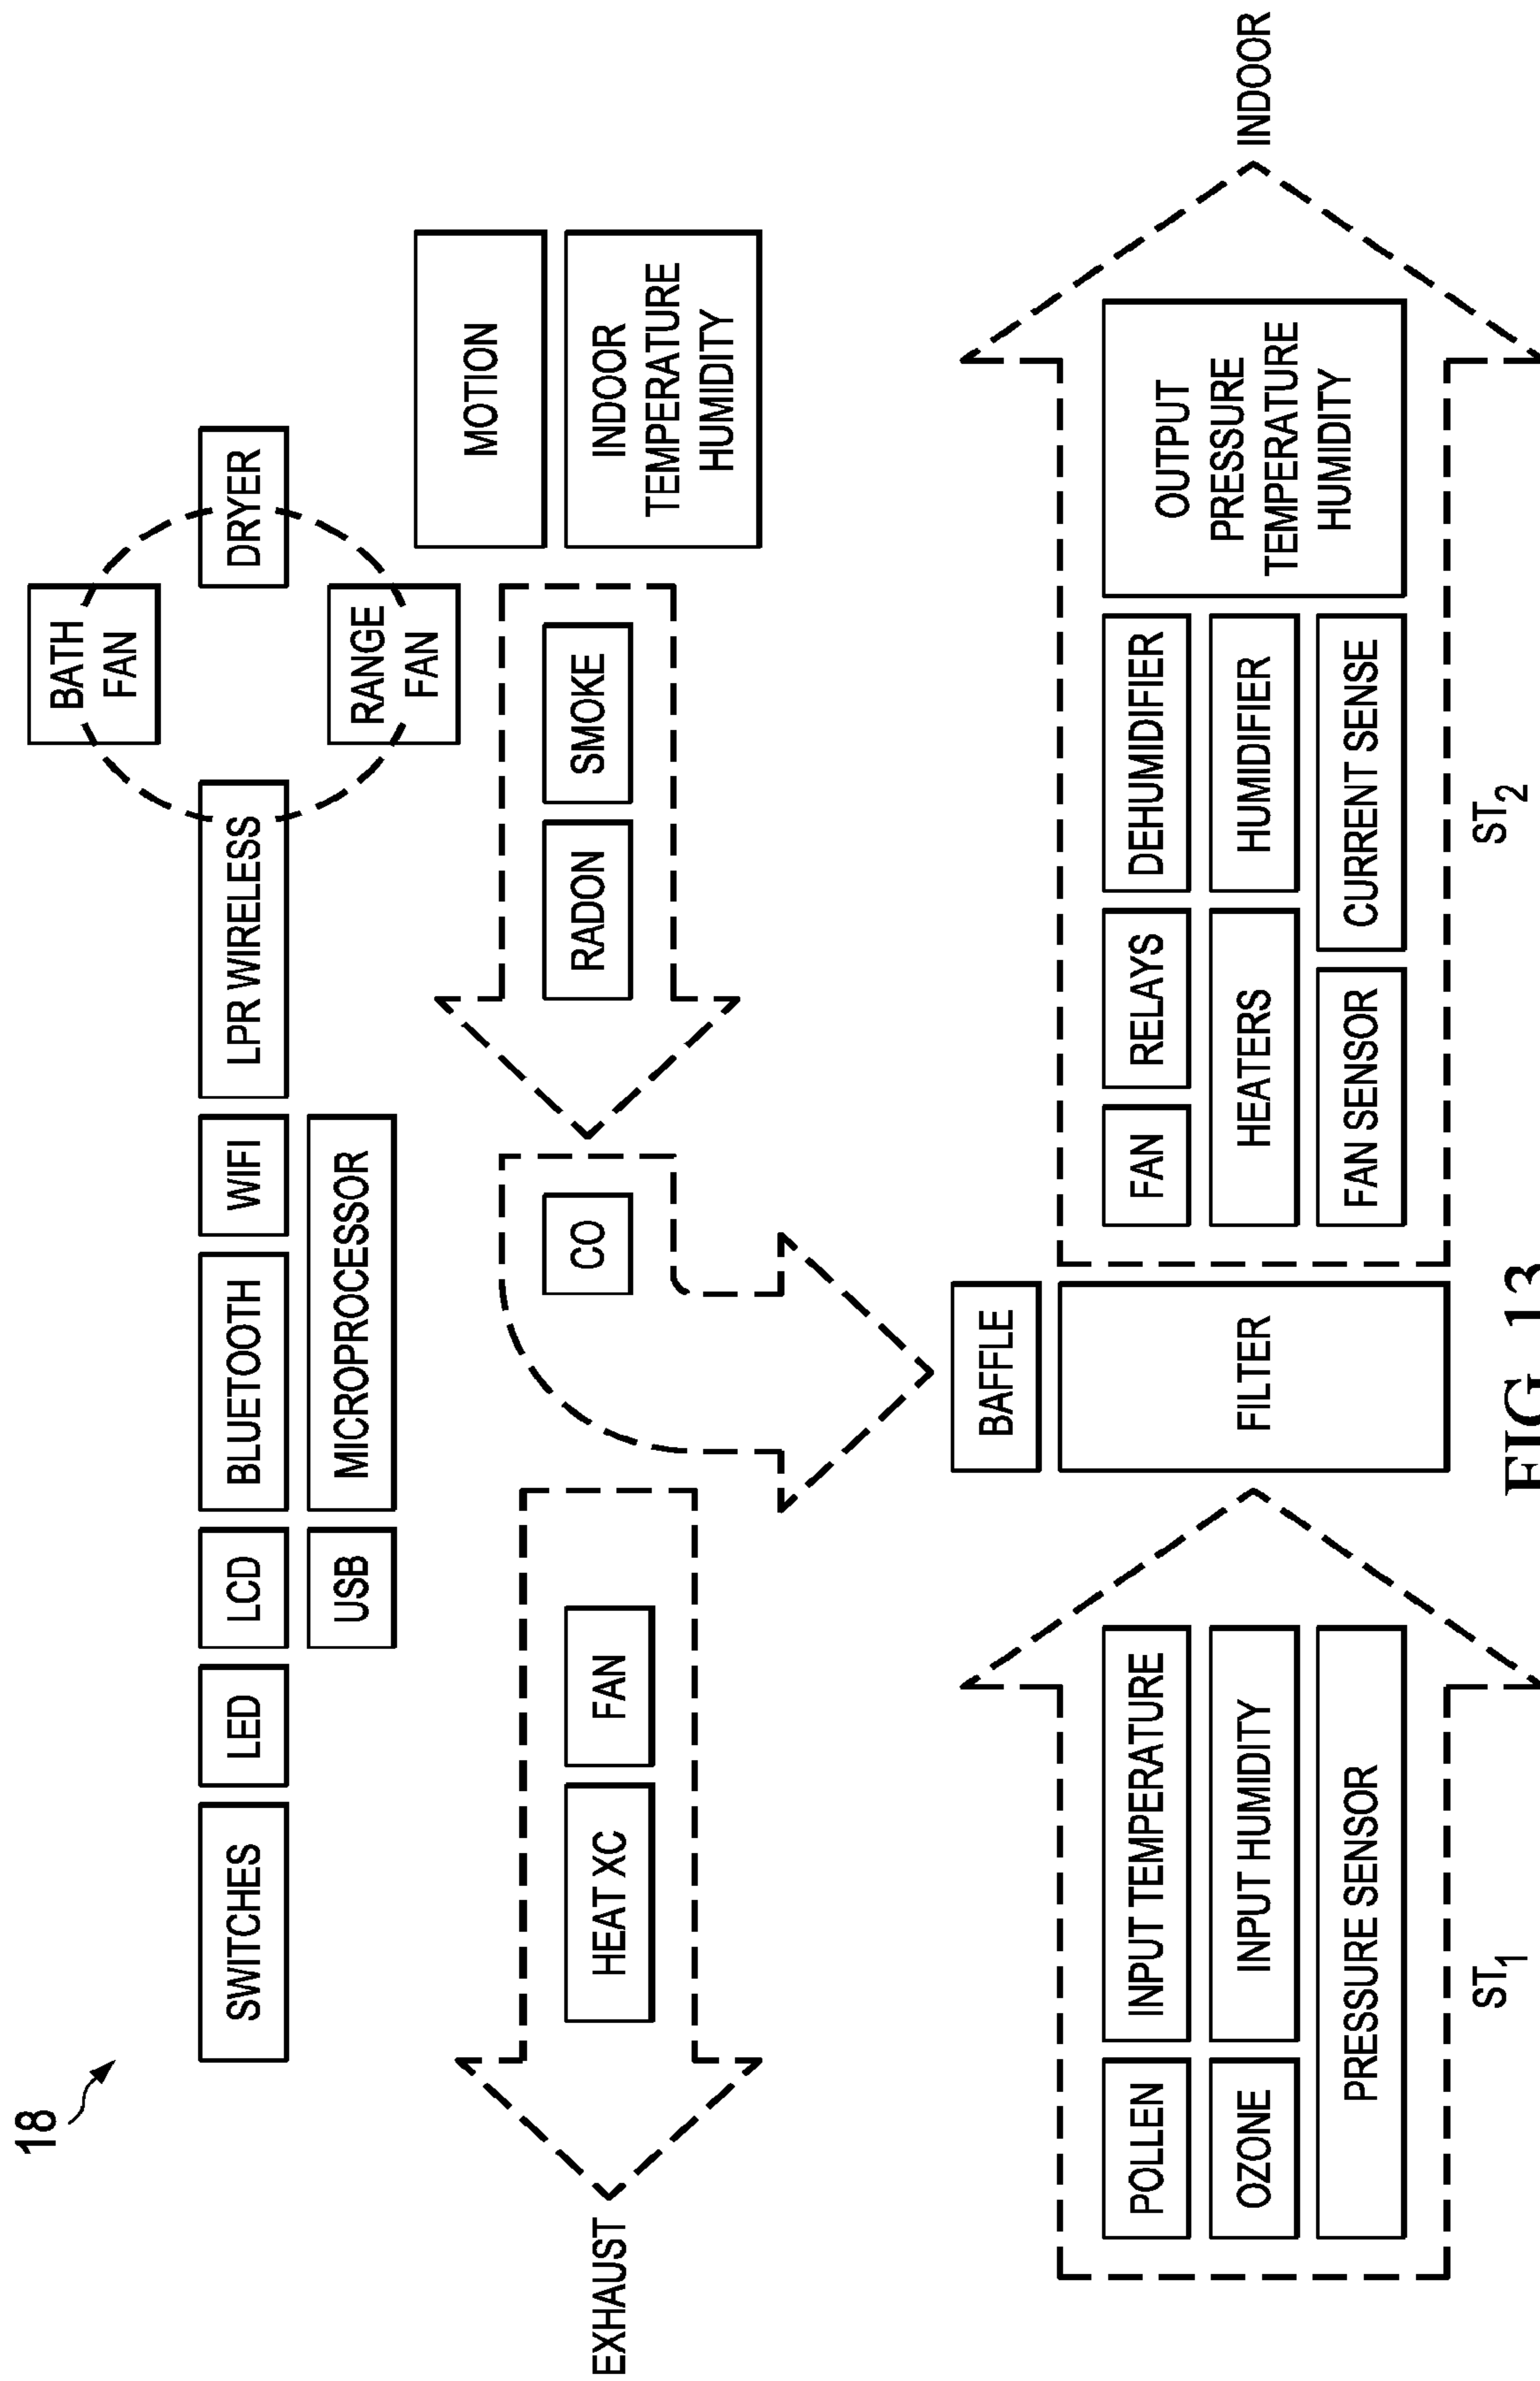 18
SWITCHES
LED
LCD
BLUETOOTH
WIFI
LPR WIRELESS
BATH
FAN
DRYER
RANGE
FAN
USB
MICROPROCESSOR
MOTION
INDOOR
TEMPERATURE
HUMIDITY
EXHAUST
HEAT XC
FAN
CO
RADON
SMOKE
BAFFLE
POLLEN
INPUT TEMPERATURE
OZONE
INPUT HUMIDITY
PRESSURE SENSOR
ST1
FILTER
FAN
RELAYS
DEHUMIDIFIER
HEATERS
HUMIDIFIER
FAN SENSOR
CURRENT SENSE
OUTPUT
PRESSURE
TEMPERATURE
HUMIDITY
INDOOR
ST2
FIG. 13